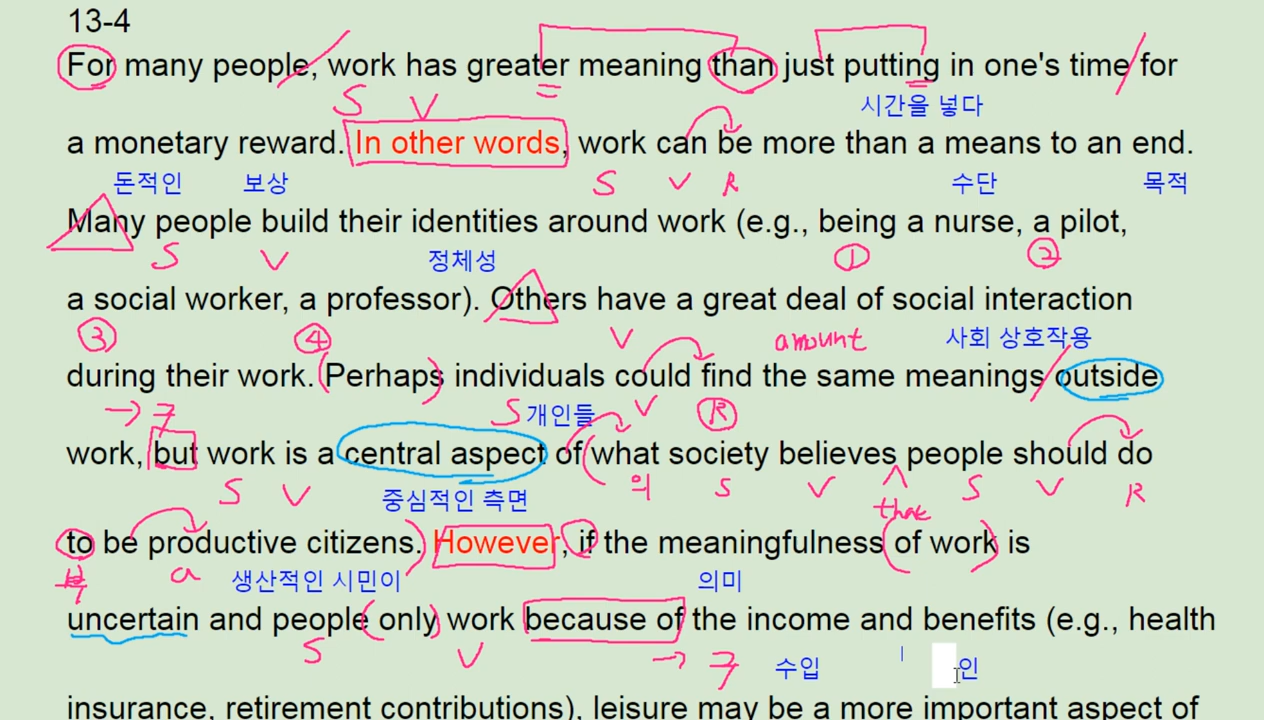 13-4
For many people, work has greater meaning than just putting in one's time for
S V 시간을 넣다
a monetary reward. In other words, work can be more than a means to an end.
돈적인 보상 S V R 수단 목적
Many people build their identities around work (e.g., being a nurse, a pilot,
S V 정체성 ① ②
a social worker, a professor). Others have a great deal of social interaction
③ ④ V amount 사회 상호작용
during their work. (Perhaps) individuals could find the same meanings outside
→ 7 S 개인들 V R
work, but work is a central aspect of (what society believes people should do
S V 중심적인 측면 의 S V that S V R
to be productive citizens.) However, if the meaningfulness (of work) is
a 생산적인 시민이 의미
uncertain and people (only) work because of the income and benefits (e.g., health
S V → 7 수입 인
insurance, retirement contributions), leisure may be a more important aspect of